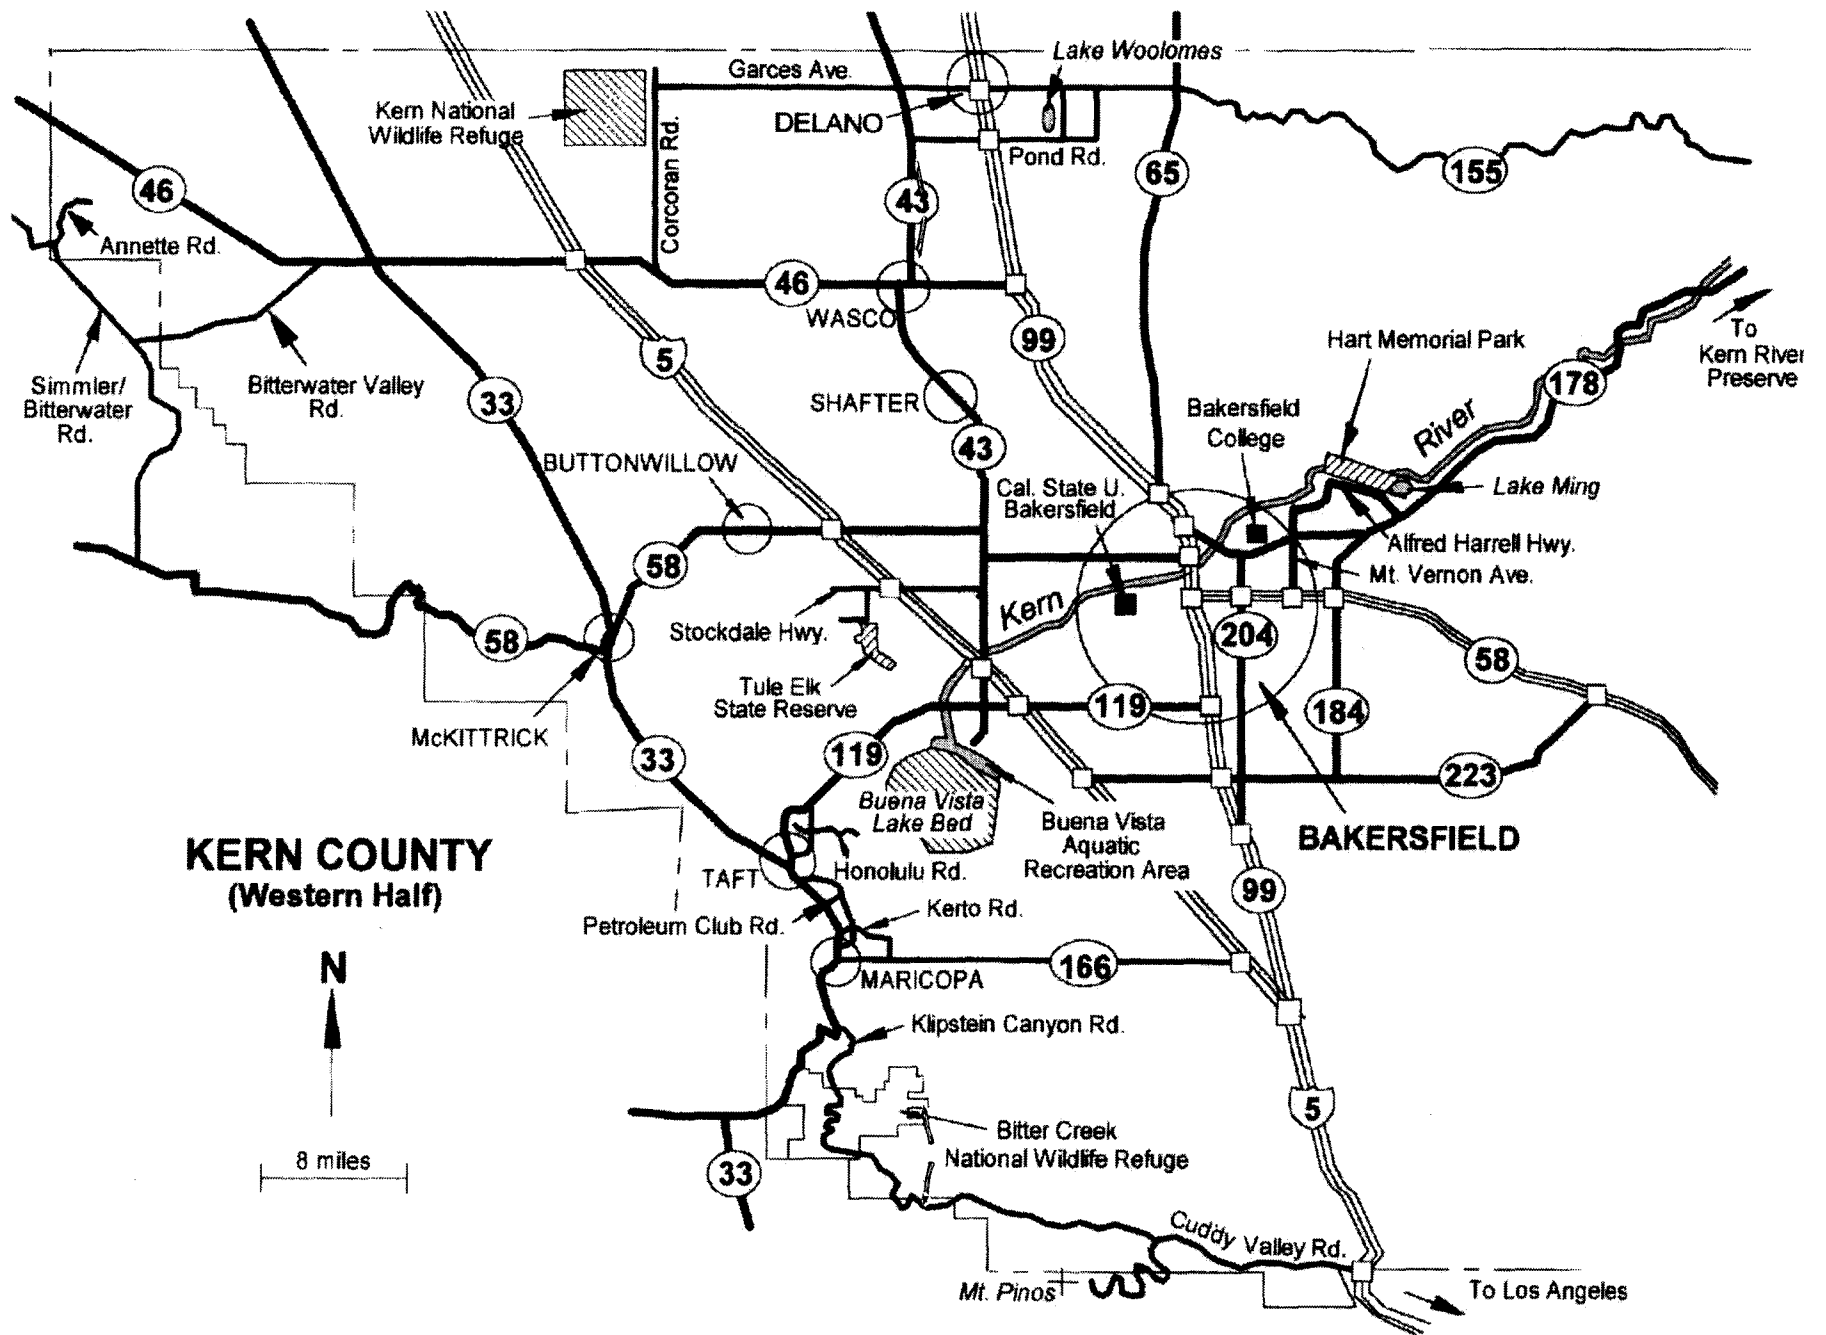 Lake Woolomes
Garces Ave.
Kern National
Wildlife Refuge
DELANO
Pond Rd.
Corcoran Rd.
46
43
65
155
Annette Rd.
46
WASCO
99
5
To
Kern River
Preserve
Hart Memorial Park
178
Simmler/
Bitterwater
Rd.
Bitterwater Valley
Rd.
33
SHAFTER
43
Bakersfield
College
River
BUTTONWILLOW
Cal. State U.
Bakersfield
Lake Ming
58
Alfred Harrell Hwy.
Mt. Vernon Ave.
Kern
Stockdale Hwy.
58
204
58
Tule Elk
State Reserve
119
184
McKITTRICK
33
119
223
Buena Vista
Lake Bed
Buena Vista
Aquatic
Recreation Area
BAKERSFIELD
KERN COUNTY
(Western Half)
TAFT
Honolulu Rd.
99
Petroleum Club Rd.
Kerto Rd.
N
166
MARICOPA
Klipstein Canyon Rd.
5
Bitter Creek
National Wildlife Refuge
8 miles
33
Cuddy Valley Rd.
Mt. Pinos
To Los Angeles